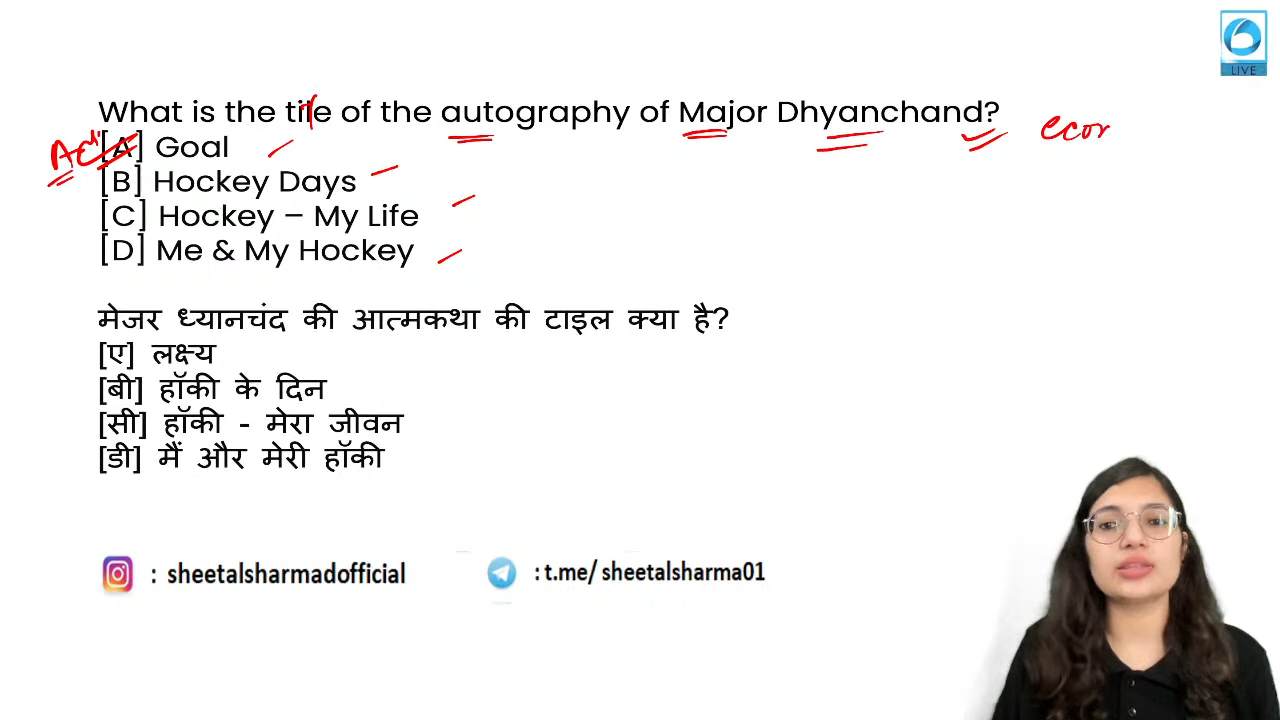 LIVE
What is the tile of the autography of Major Dhyanchand?
ecor
[A] Goal
[B] Hockey Days
[C] Hockey – My Life
[D] Me & My Hockey
मेजर ध्यानचंद की आत्मकथा की टाइल क्या है?
[ए] लक्ष्य
[बी] हॉकी के दिन
[सी] हॉकी - मेरा जीवन
[डी] मैं और मेरी हॉकी
: sheetalsharmadofficial
: t.me/ sheetalsharma01